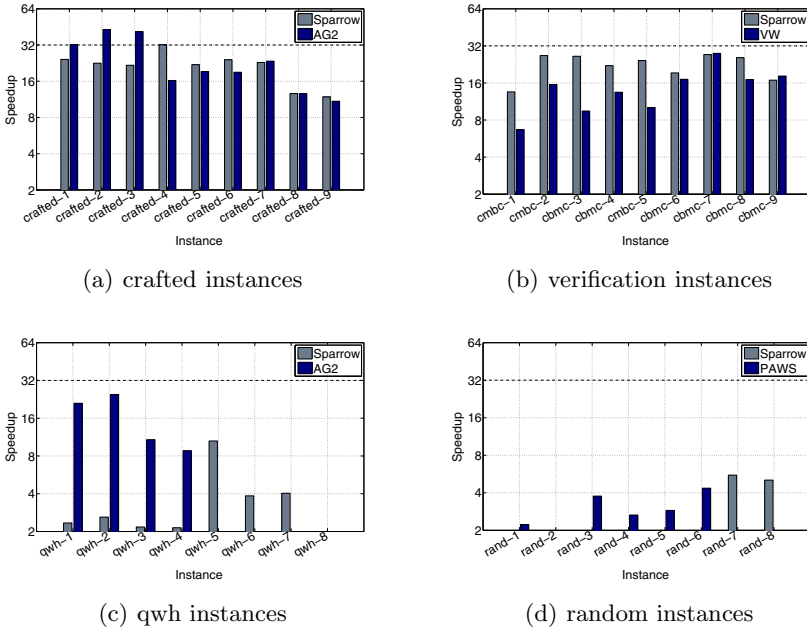 64
32
16
8
4
2
Speedup
Sparrow
AG2
crafted-1
crafted-2
crafted-3
crafted-4
crafted-5
crafted-6
crafted-7
crafted-8
crafted-9
Instance
(a) crafted instances
64
32
16
8
4
2
Speedup
Sparrow
VW
cmbc-1
cbmc-2
cbmc-3
cbmc-4
cbmc-5
cbmc-6
cbmc-7
cbmc-8
cbmc-9
Instance
(b) verification instances
64
32
16
8
4
2
Speedup
Sparrow
AG2
qwh-1
qwh-2
qwh-3
qwh-4
qwh-5
qwh-6
qwh-7
qwh-8
Instance
(c) qwh instances
64
32
16
8
4
2
Speedup
Sparrow
PAWS
rand-1
rand-2
rand-3
rand-4
rand-5
rand-6
rand-7
rand-8
Instance
(d) random instances